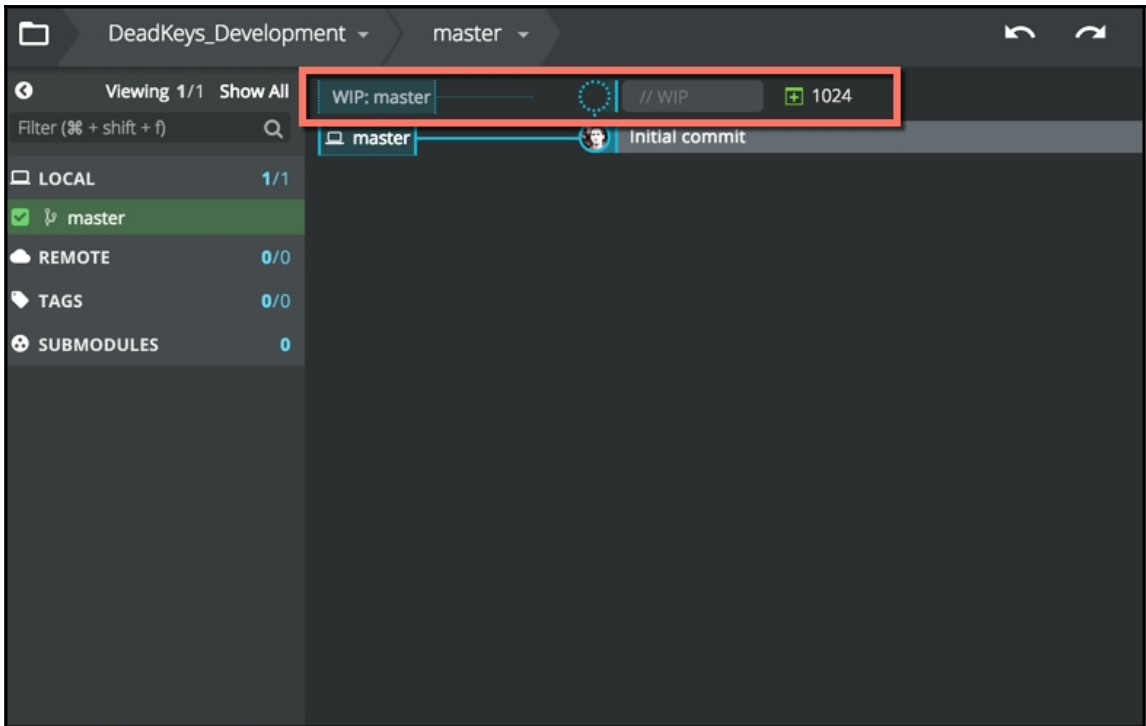 DeadKeys_Development master
Viewing 1/1 Show All
Filter (⌘ + shift + f)
LOCAL 1/1
master
REMOTE 0/0
TAGS 0/0
SUBMODULES 0
WIP: master // WIP 1024
master Initial commit